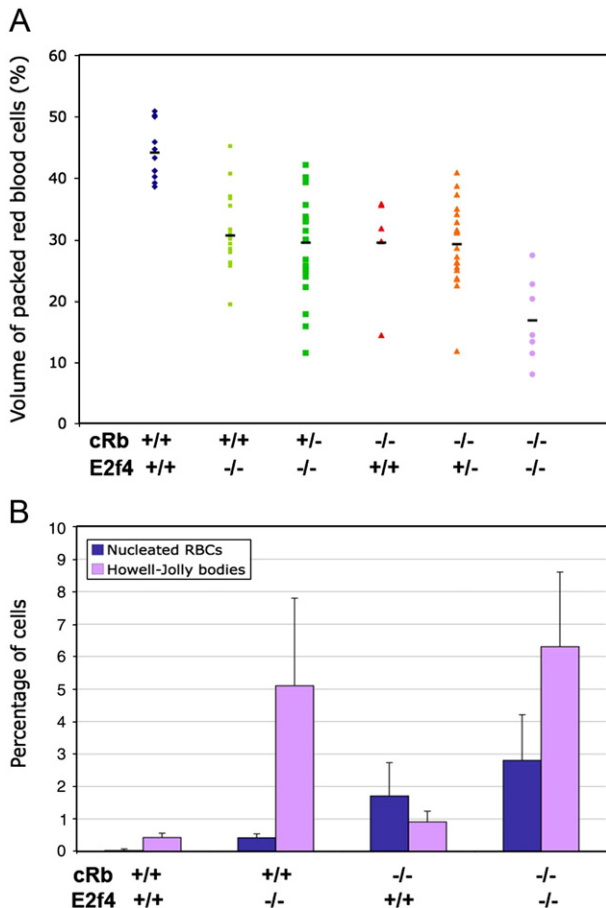 A
Volume of packed red blood cells (%)
60
50
40
30
20
10
0
cRb +/+ +/+ +/- -/- -/- -/-
E2f4 +/+ -/- -/- +/+ +/- -/-
B
Percentage of cells
10
9
8
7
6
5
4
3
2
1
0
Nucleated RBCs
Howell-Jolly bodies
cRb +/+ +/+ -/- -/-
E2f4 +/+ -/- +/+ -/-